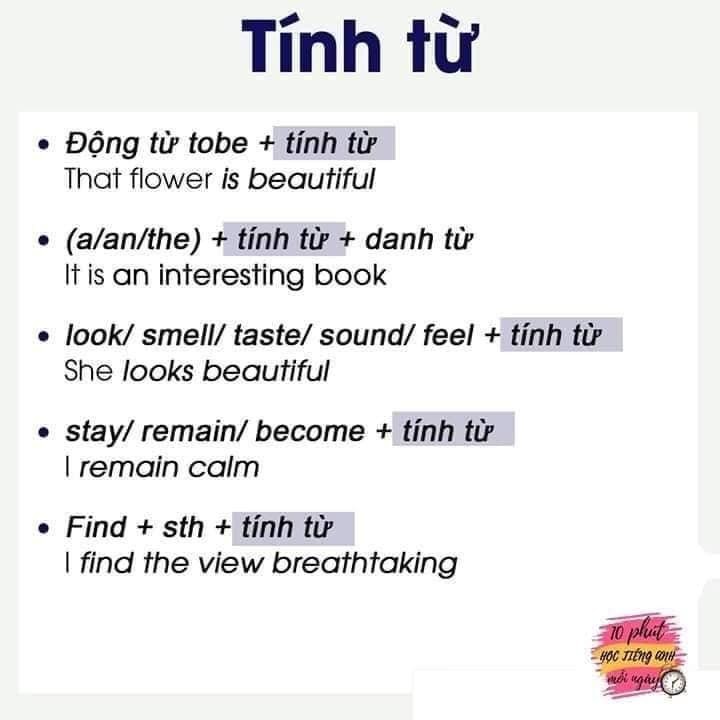 Tính từ
• Động từ tobe + tính từ
That flower is beautiful
• (a/an/the) + tính từ + danh từ
It is an interesting book
• look/ smell/ taste/ sound/ feel + tính từ
She looks beautiful
• stay/ remain/ become + tính từ
I remain calm
• Find + sth + tính từ
I find the view breathtaking
10 phút
HỌC TIẾNG ANH
mỗi ngày